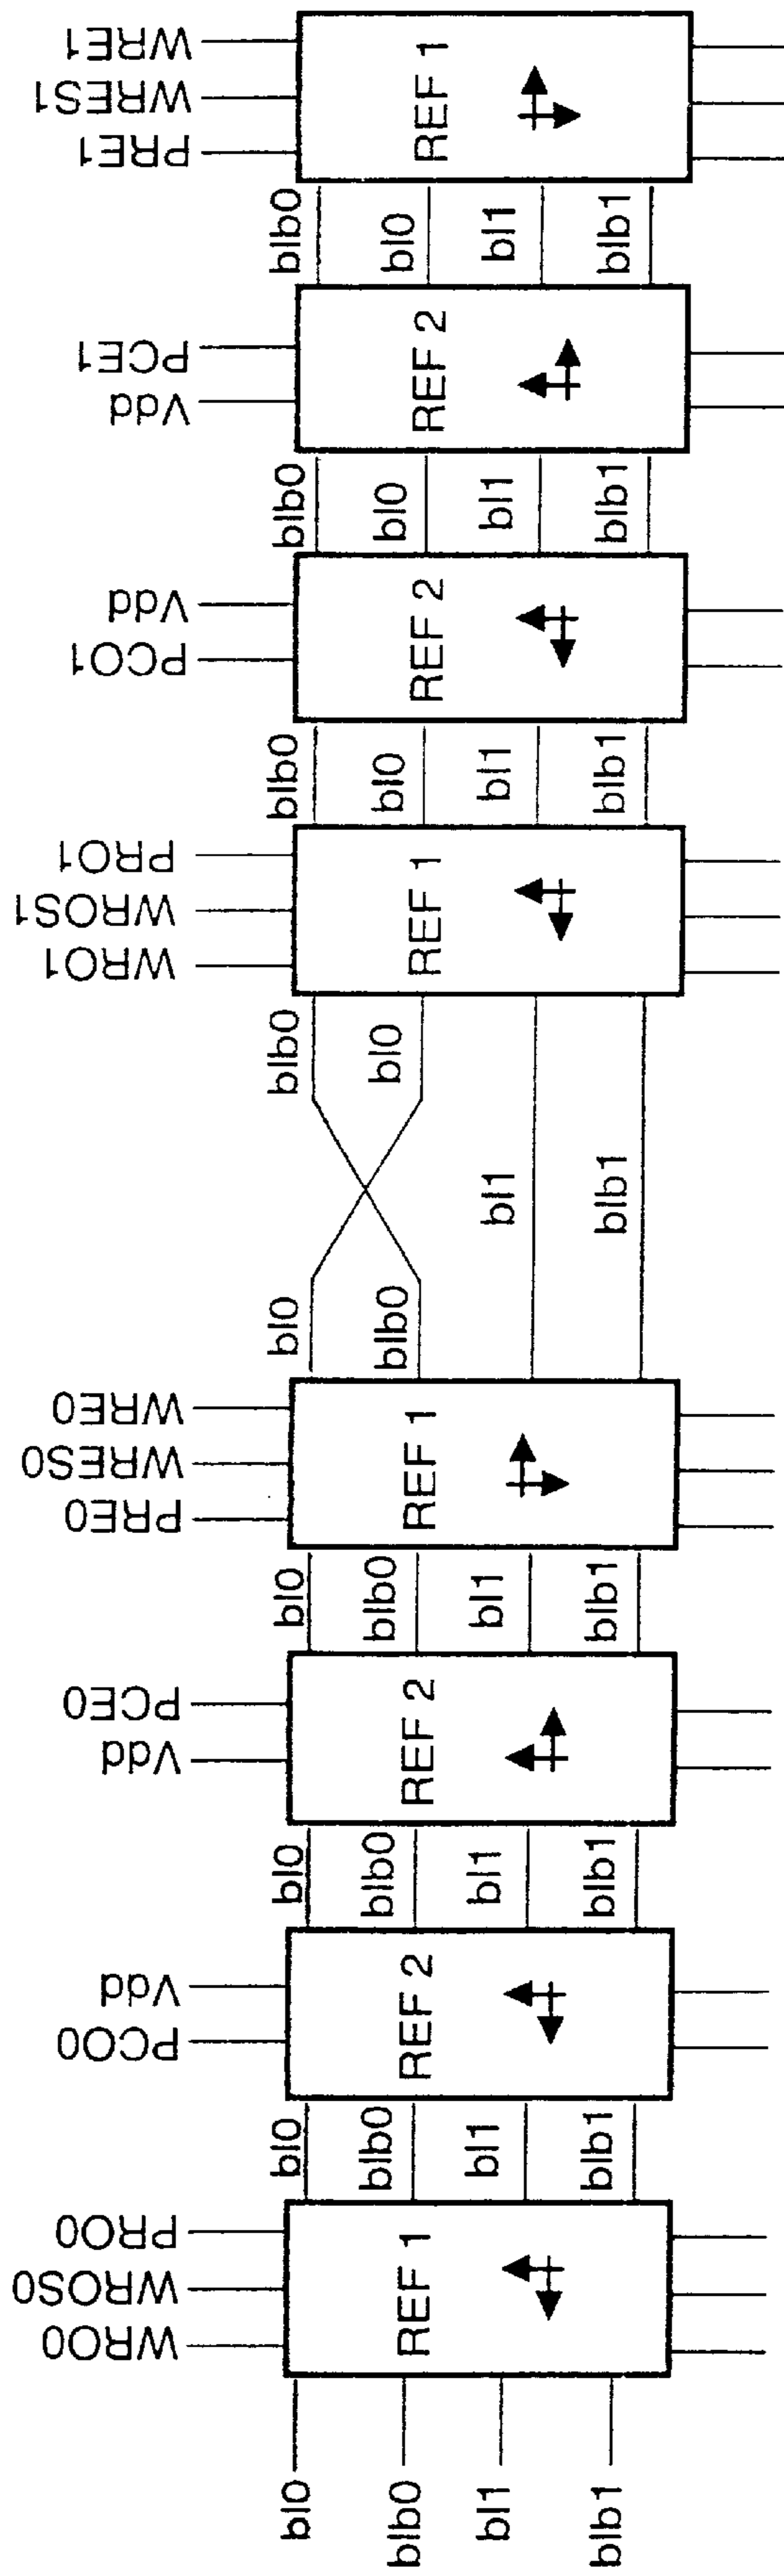 WRE1
WRES1
PRE1
REF 1
blb0
bl0
bl1
blb1
PCE1
Vdd
REF 2
blb0
bl0
bl1
blb1
Vdd
PCO1
REF 2
blb0
bl0
bl1
blb1
PRO1
WROS1
WRO1
REF 1
blb0
bl0
bl1
blb1
bl0
blb0
WRE0
WRES0
PRE0
REF 1
bl0
blb0
bl1
blb1
PCE0
Vdd
REF 2
bl0
blb0
bl1
blb1
Vdd
PCO0
REF 2
bl0
blb0
bl1
blb1
PRO0
WROS0
WRO0
REF 1
bl0
blb0
bl1
blb1